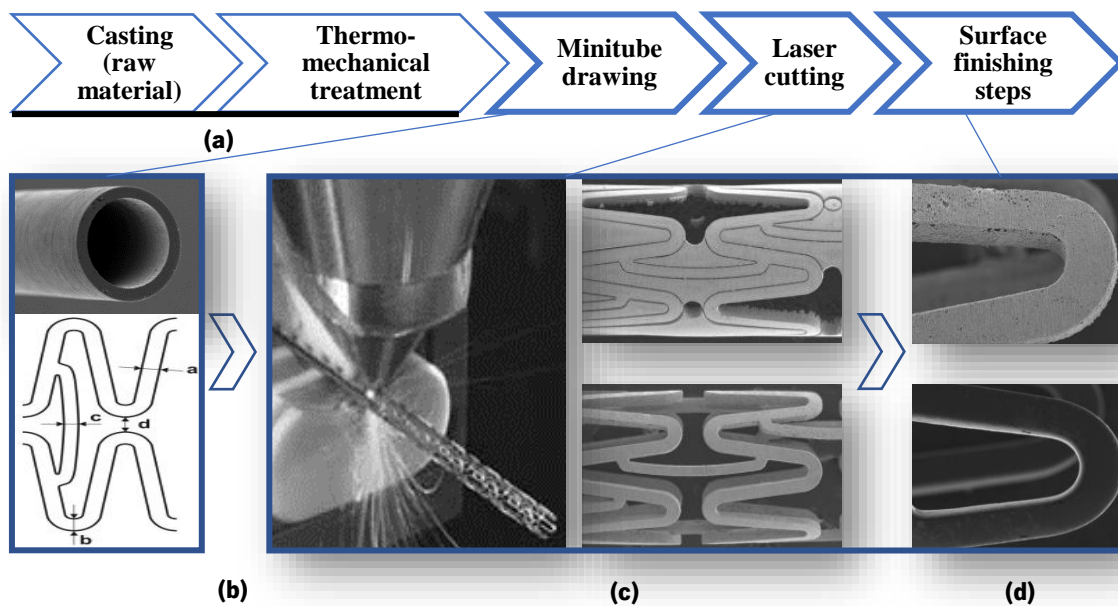 Casting
(raw
material)
Thermo-
mechanical
treatment
Minitube
drawing
Laser
cutting
Surface
finishing
steps
(a)
a
c
d
b
(b)
(c)
(d)